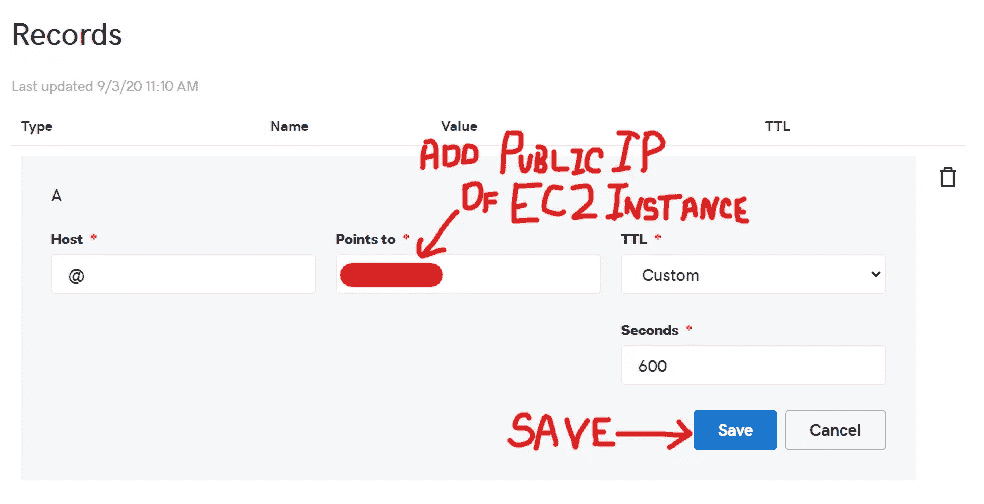 Records
Last updated 9/3/20 11:10 AM
Type Name Value TTL
ADD PUBLIC IP
OF EC2 INSTANCE
A
Host * Points to * TTL *
@ Custom
Seconds *
600
SAVE Save Cancel